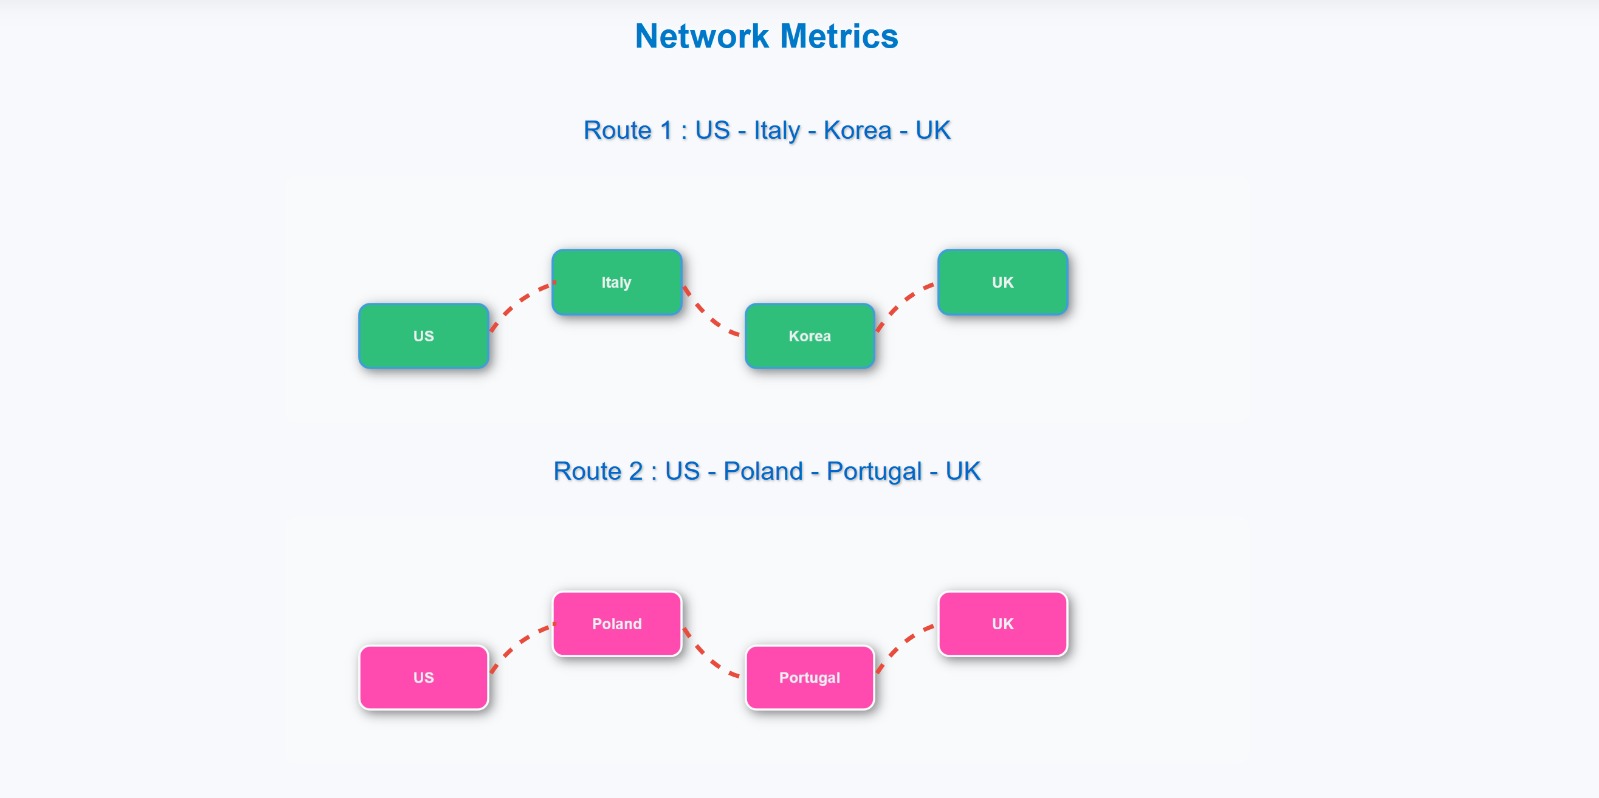 Network Metrics
Route 1 : US - Italy - Korea - UK
Italy
UK
US
Korea
Route 2 : US - Poland - Portugal - UK
Poland
UK
US
Portugal